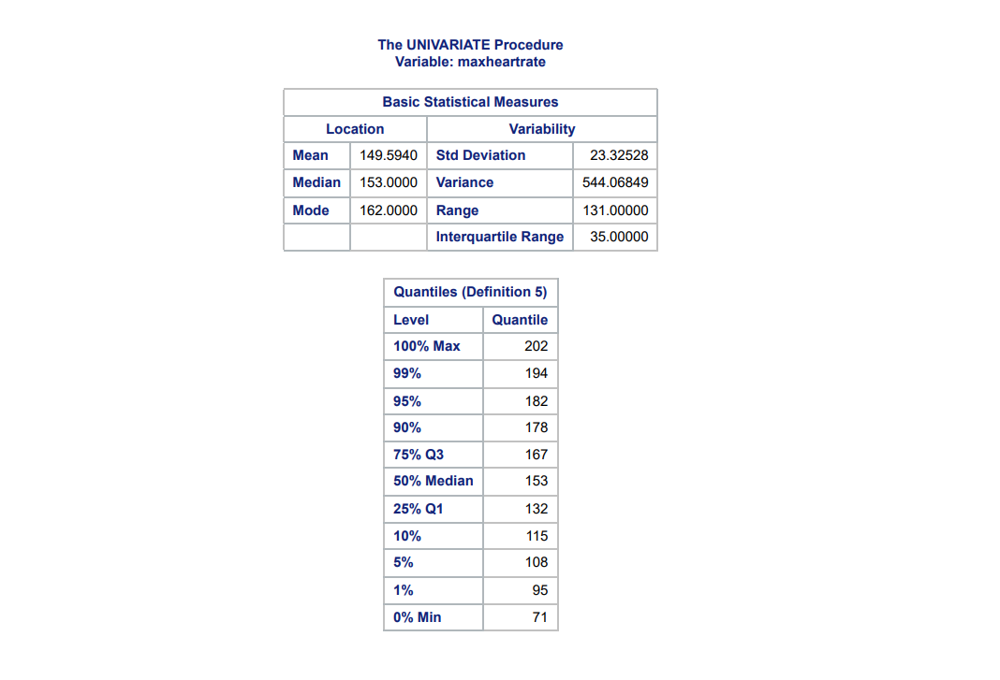 The UNIVARIATE Procedure
Variable: maxheartrate
Basic Statistical Measures
Location Variability
Mean 149.5940 Std Deviation 23.32528
Median 153.0000 Variance 544.06849
Mode 162.0000 Range 131.00000
Interquartile Range 35.00000
Quantiles (Definition 5)
Level Quantile
100% Max 202
99% 194
95% 182
90% 178
75% Q3 167
50% Median 153
25% Q1 132
10% 115
5% 108
1% 95
0% Min 71